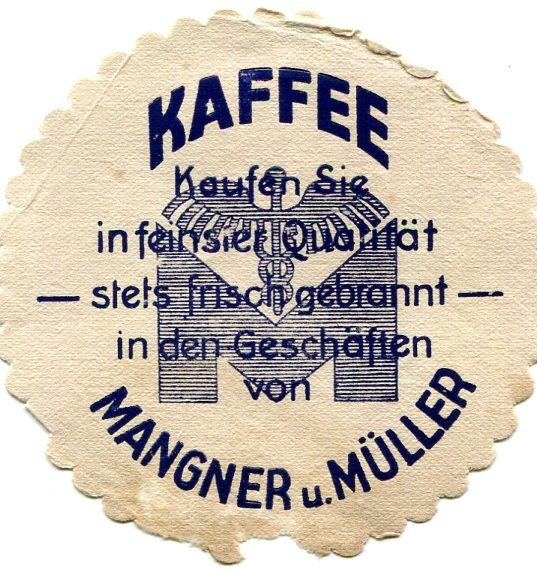 KAFFEE
Kaufen Sie
in feinster Qualität
— stets frisch gebrannt —
in den Geschäften
von
MANGNER u. MÜLLER